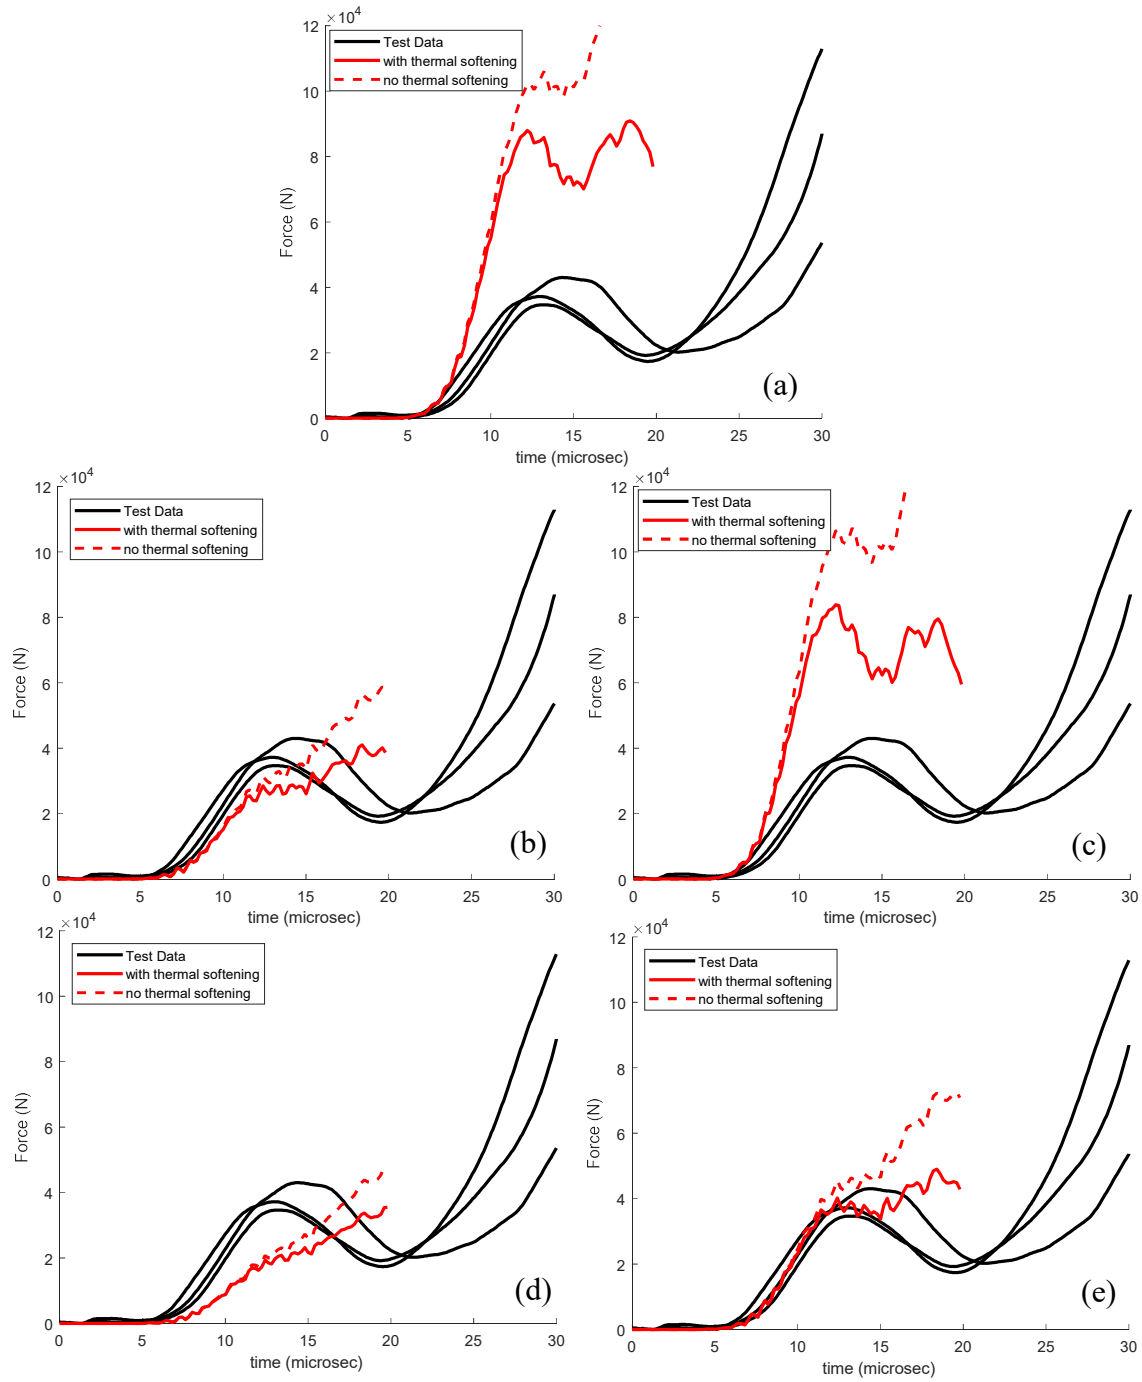 ×10⁴
12
10
8
6
4
2
0
Force (N)
Test Data
with thermal softening
no thermal softening
(a)
0 5 10 15 20 25 30
time (microsec)
×10⁴
12
10
8
6
4
2
0
Force (N)
Test Data
with thermal softening
no thermal softening
(b)
0 5 10 15 20 25 30
time (microsec)
×10⁴
12
10
8
6
4
2
0
Force (N)
Test Data
with thermal softening
no thermal softening
(c)
0 5 10 15 20 25 30
time (microsec)
×10⁴
12
10
8
6
4
2
0
Force (N)
Test Data
with thermal softening
no thermal softening
(d)
0 5 10 15 20 25 30
time (microsec)
×10⁴
12
10
8
6
4
2
0
Force (N)
Test Data
with thermal softening
no thermal softening
(e)
0 5 10 15 20 25 30
time (microsec)